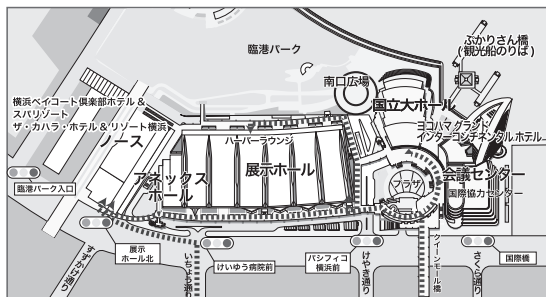 臨港パーク
ぷかりさん橋
(観光船のりば)
南口広場
国立大ホール
横浜ベイコート倶楽部ホテル&
スパリゾート
ザ・カハラ・ホテル&リゾート横浜
ノース
ハーバーラウンジ
ヨコハマ グランド
インターコンチネンタル ホテル
展示ホール
アネックス
ホール
会議センター
プラザ
国際協力センター
臨港パーク入口
展示
ホール北
けいゆう病院前
パシフィコ
横浜前
国際橋
すずかけ通り
いちょう通り
けやき通り
クイーンモール橋
さくら通り